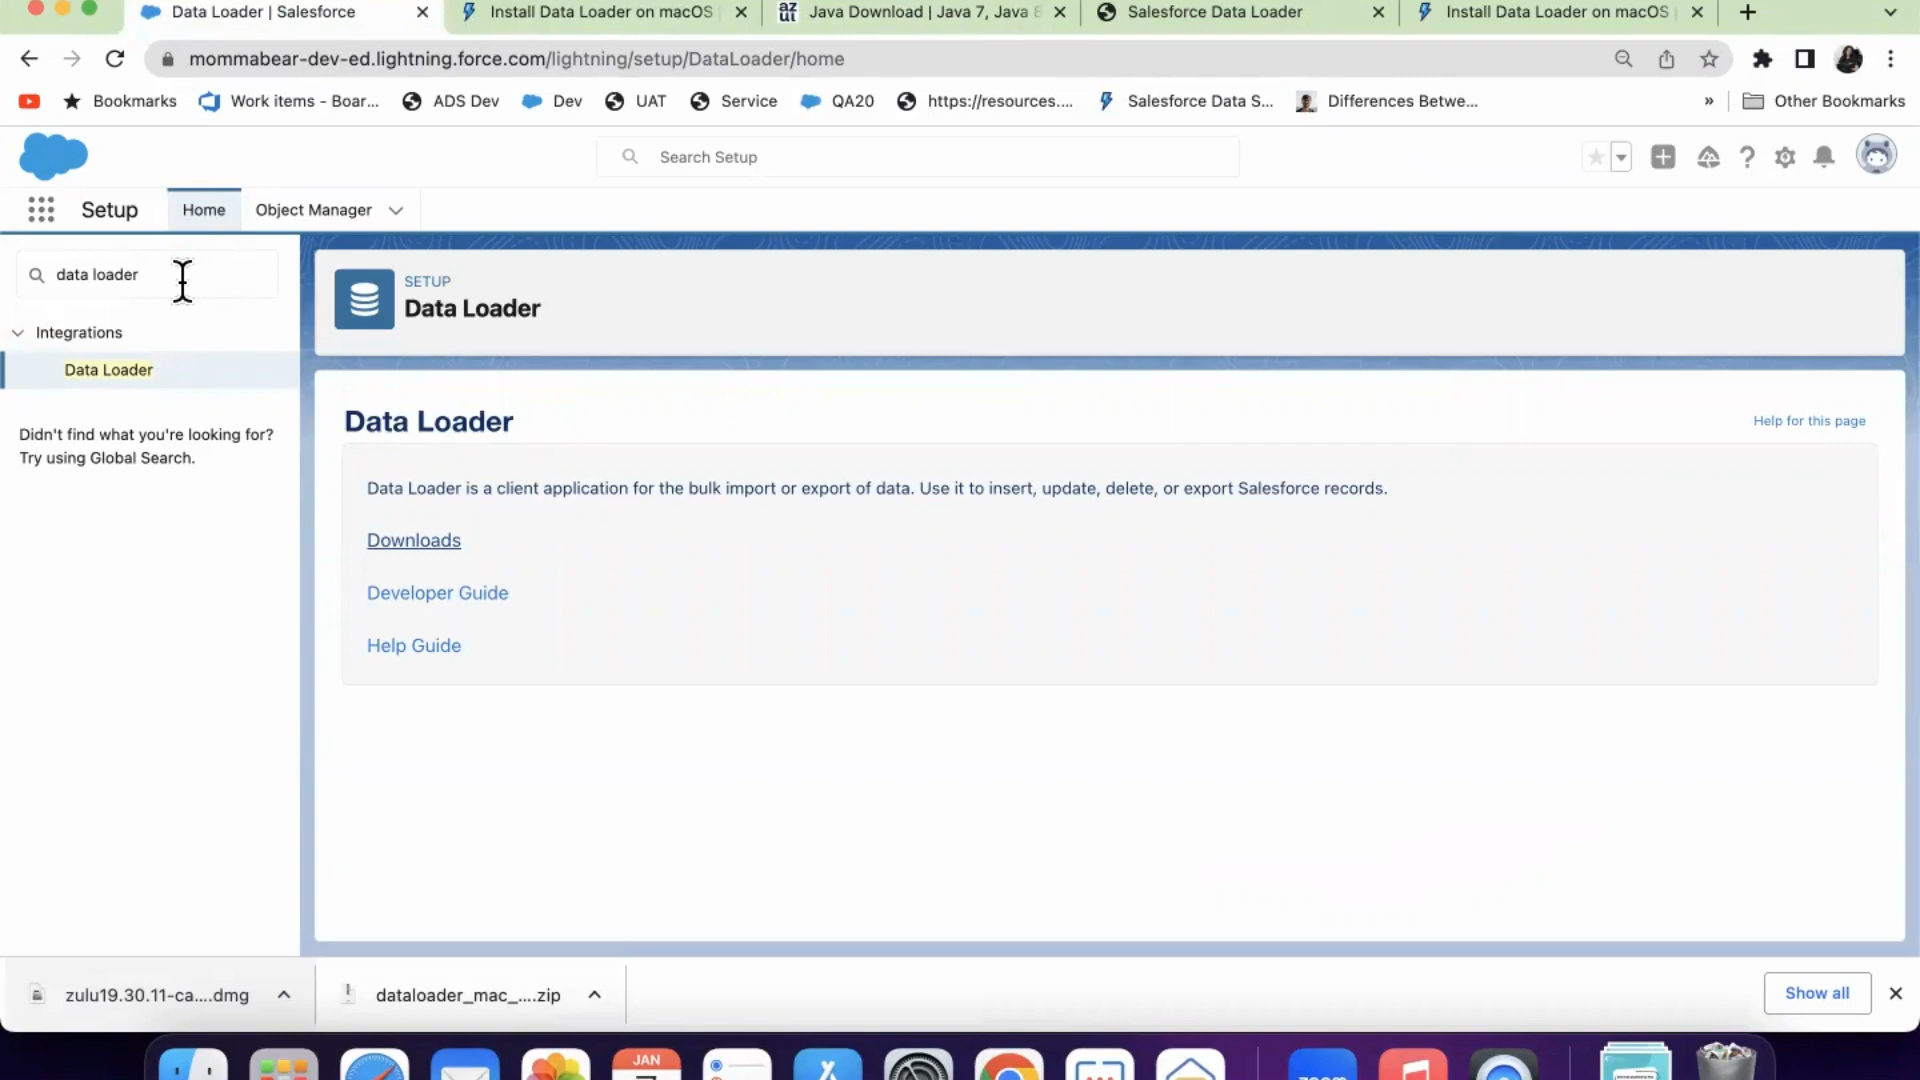 Data Loader | Salesforce
Install Data Loader on macOS
Java Download | Java 7, Java 8
Salesforce Data Loader
Install Data Loader on macOS
mommabear-dev-ed.lightning.force.com/lightning/setup/DataLoader/home
Bookmarks
Work items - Boar...
ADS Dev
Dev
UAT
Service
QA20
https://resources....
Salesforce Data S...
Differences Betwe...
»
Other Bookmarks
Search Setup
Setup
Home
Object Manager
data loader
Integrations
Data Loader
Didn't find what you're looking for?
Try using Global Search.
SETUP
Data Loader
Data Loader
Help for this page
Data Loader is a client application for the bulk import or export of data. Use it to insert, update, delete, or export Salesforce records.
Downloads
Developer Guide
Help Guide
zulu19.30.11-ca....dmg
dataloader_mac_....zip
Show all
JAN
zoom